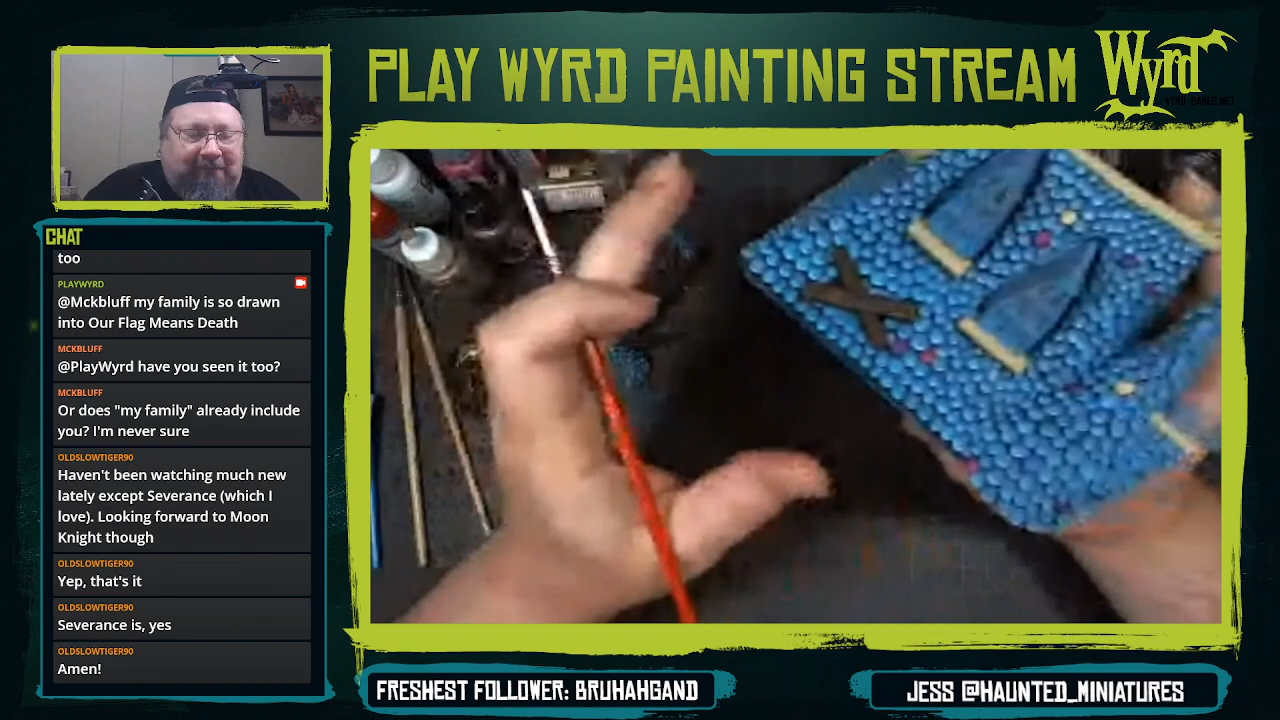 PLAY WYRD PAINTING STREAM
Wyrd
WYRD-GAMES.NET
CHAT
too
PLAYWYRD
@Mckbluff my family is so drawn
into Our Flag Means Death
MCKBLUFF
@PlayWyrd have you seen it too?
MCKBLUFF
Or does "my family" already include
you? I'm never sure
OLDSLOWTIGER90
Haven't been watching much new
lately except Severance (which I
love). Looking forward to Moon
Knight though
OLDSLOWTIGER90
Yep, that's it
OLDSLOWTIGER90
Severance is, yes
OLDSLOWTIGER90
Amen!
FRESHEST FOLLOWER: BRUHAHGAND
JESS @HAUNTED_MINIATURES